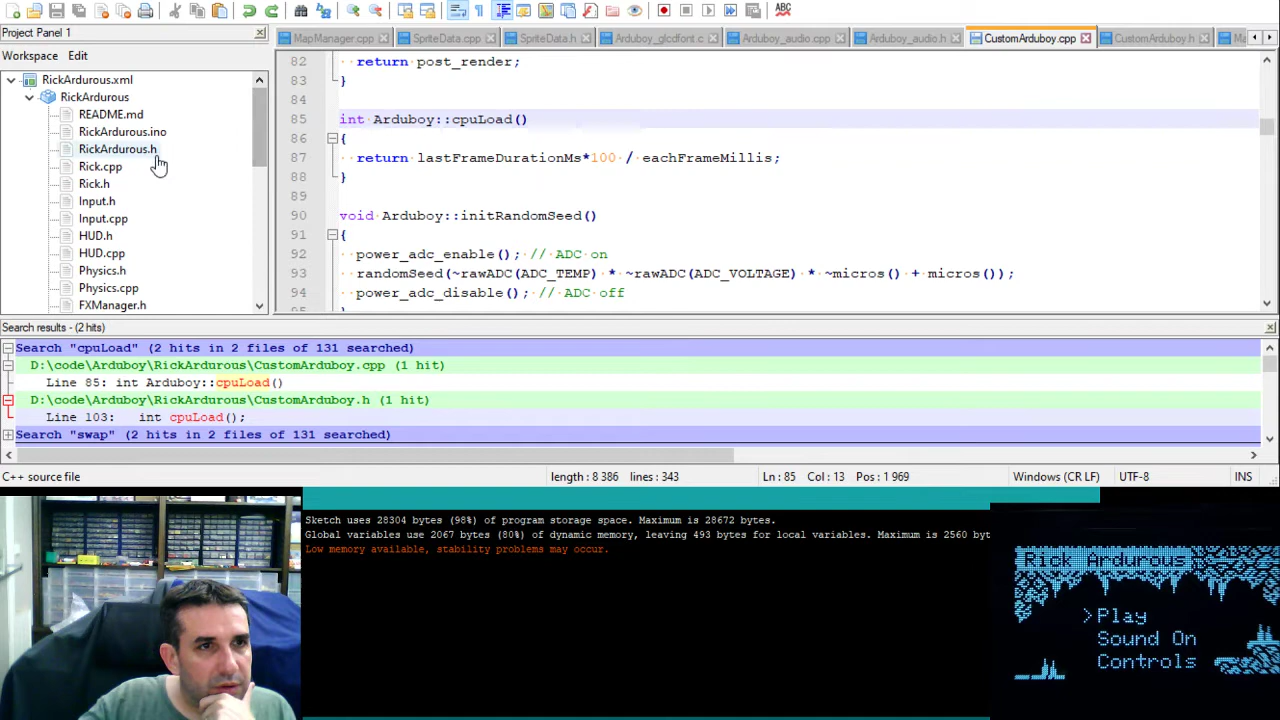 Project Panel 1
MapManager.cpp
SpriteData.cpp
SpriteData.h
Arduboy_glcdfont.c
Arduboy_audio.cpp
Arduboy_audio.h
CustomArduboy.cpp
CustomArduboy.h
Workspace Edit
RickArdurous.xml
RickArdurous
README.md
RickArdurous.ino
RickArdurous.h
Rick.cpp
Rick.h
Input.h
Input.cpp
HUD.h
HUD.cpp
Physics.h
Physics.cpp
FXManager.h
82 return post_render;
83 }
84
85 int Arduboy::cpuLoad()
86 {
87 return lastFrameDurationMs*100 / eachFrameMillis;
88 }
89
90 void Arduboy::initRandomSeed()
91 {
92 power_adc_enable(); // ADC on
93 randomSeed(~rawADC(ADC_TEMP) * ~rawADC(ADC_VOLTAGE) * ~micros() + micros());
94 power_adc_disable(); // ADC off
Search results - (2 hits)
Search "cpuLoad" (2 hits in 2 files of 131 searched)
D:\code\Arduboy\RickArdurous\CustomArduboy.cpp (1 hit)
Line 85: int Arduboy::cpuLoad()
D:\code\Arduboy\RickArdurous\CustomArduboy.h (1 hit)
Line 103: int cpuLoad();
Search "swap" (2 hits in 2 files of 131 searched)
C++ source file length : 8 386 lines : 343 Ln : 85 Col : 13 Pos : 1 969 Windows (CR LF) UTF-8 INS
Sketch uses 28304 bytes (98%) of program storage space. Maximum is 28672 bytes.
Global variables use 2067 bytes (80%) of dynamic memory, leaving 493 bytes for local variables. Maximum is 2560 byt
Low memory available, stability problems may occur.
Rick Ardurous
>Play
Sound On
Controls